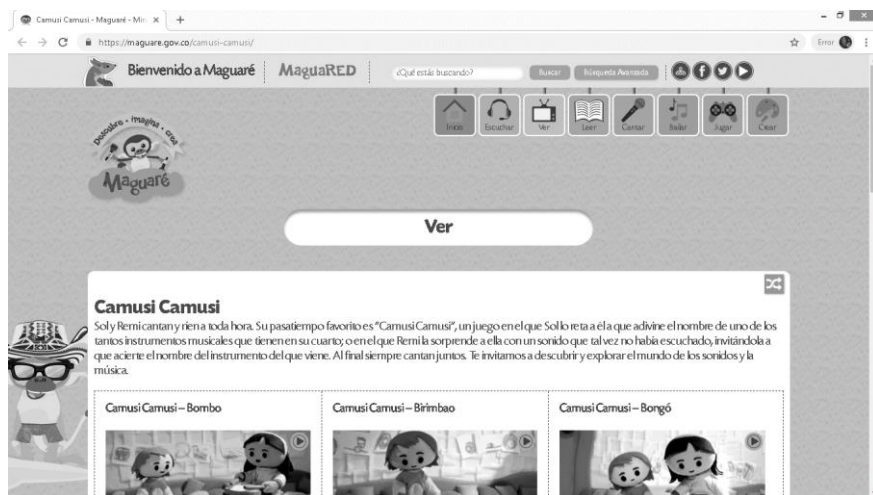 Camusi Camusi - Maguaré - Min
https://maguare.gov.co/camusi-camusi/
Error
Bienvenido a Maguaré
MaguaRED
¿Qué estás buscando?
Buscar
Búsqueda Avanzada
Inicio
Escuchar
Ver
Leer
Cantar
Bailar
Jugar
Crear
Descubre • Imagina • crea
Maguaré
Ver
Camusi Camusi
Sol y Remi cantan y rien a toda hora. Su pasatiempo favorito es "Camusi Camusi", un juego en el que Sol lo reta a él a que adivine el nombre de uno de los
tantos instrumentos musicales que tienen en su cuarto; o en el que Remi la sorprende a ella con un sonido que tal vez no había escuchado, invitándola a
que acierte el nombre del instrumento del que viene. Al final siempre cantan juntos. Te invitamos a descubrir y explorar el mundo de los sonidos y la
música.
Camusi Camusi – Bombo
Camusi Camusi – Birimbao
Camusi Camusi – Bongó